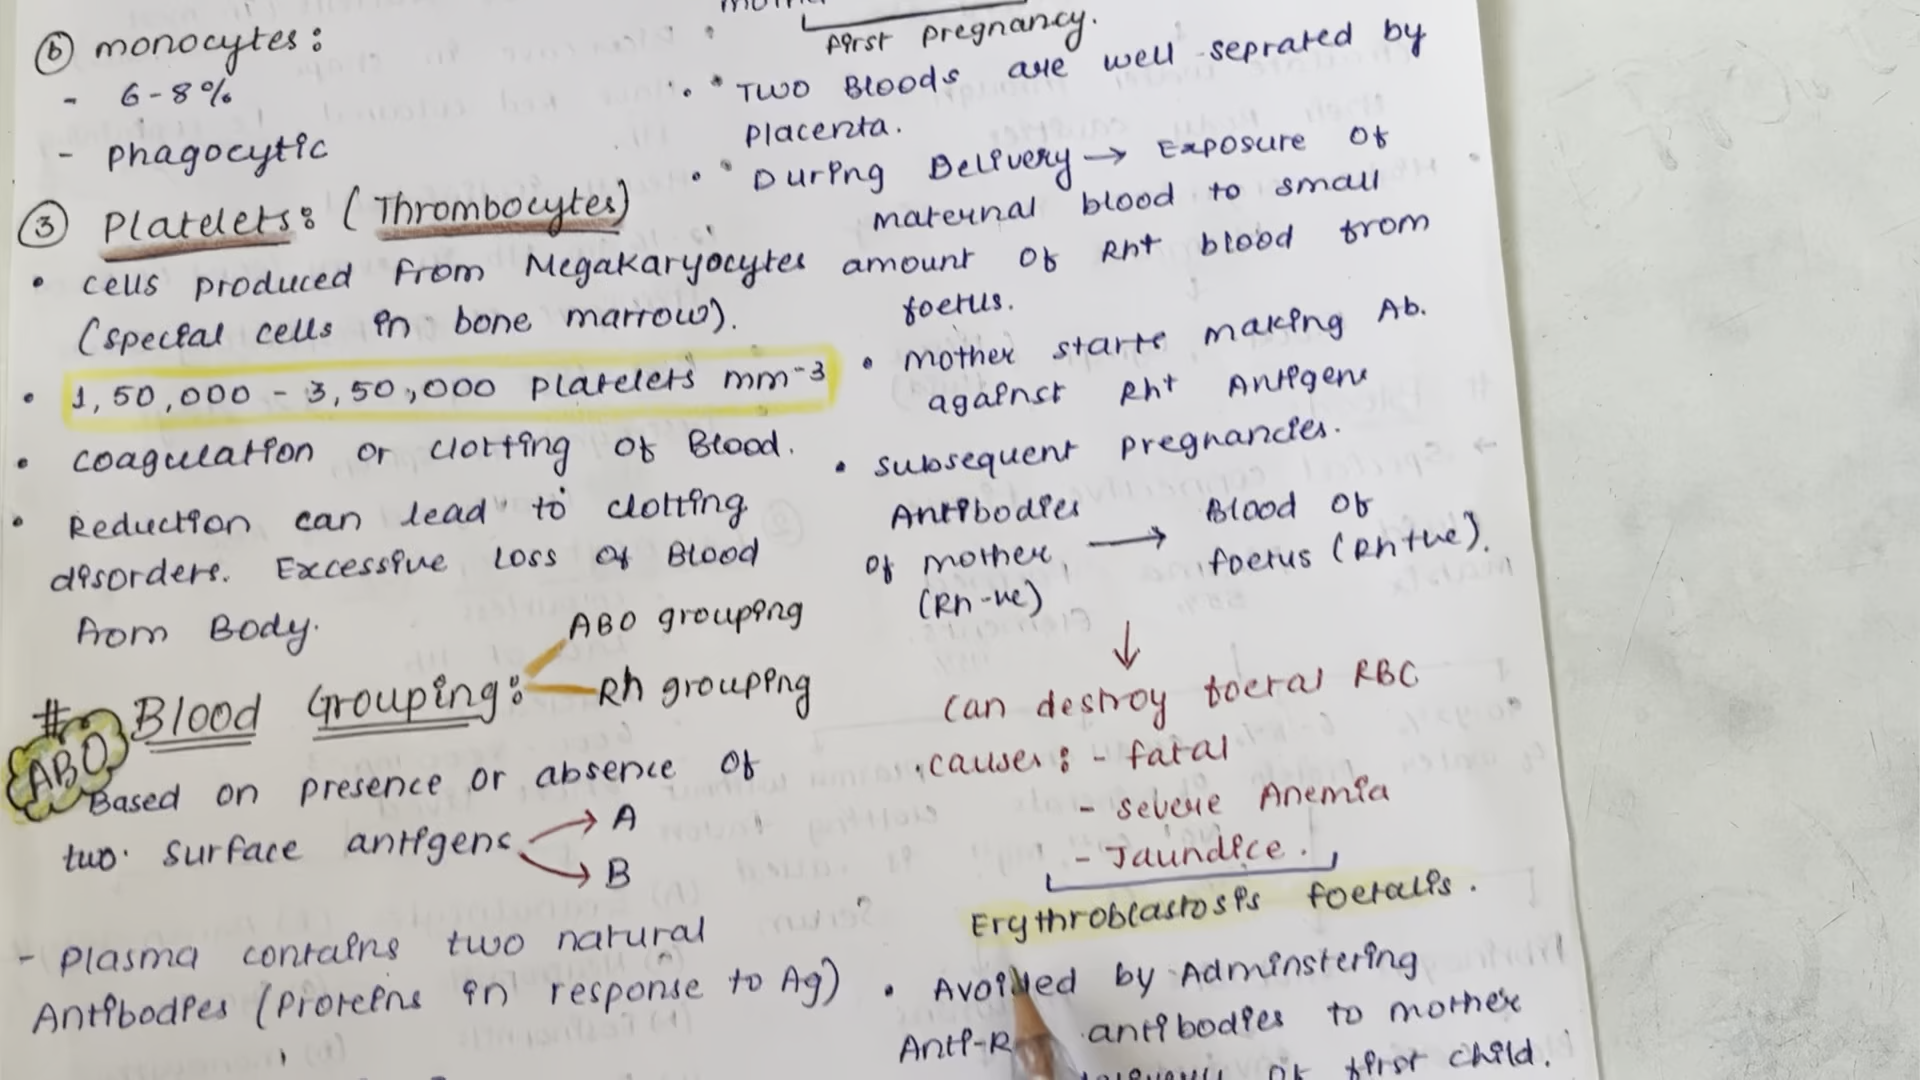 ⓑ monocytes:
- 6-8%
- phagocytic
③ Platelets: (Thrombocytes)
• cells produced from Megakaryocytes
(special cells in bone marrow).
• 1,50,000 - 3,50,000 platelets mm-3
• coagulation or clotting of Blood.
• Reduction can lead to clotting
disorders. Excessive Loss of Blood
from Body.
# Blood Grouping:
ABO grouping
Rh grouping
ABO
Based on presence or absence of
two surface antigens
A
B
- Plasma contains two natural
Antibodies (Proteins in response to Ag)
first pregnancy.
• Two Bloods are well seprated by
placenta.
• During Delivery → Exposure of
maternal blood to small
amount of Rh+ blood from
foetus.
• mother starts making Ab.
against Rh+ Antigens
• subsequent pregnancies.
Antibodies → Blood of
of mother foetus (Rh+ve).
(Rh-ve)
↓
can destroy foetal RBC
causes: - fatal
- severe Anemia
- Jaundice.
Erythroblastosis foetalis.
• Avoided by Adminstering
antibodies to mother
of first child.